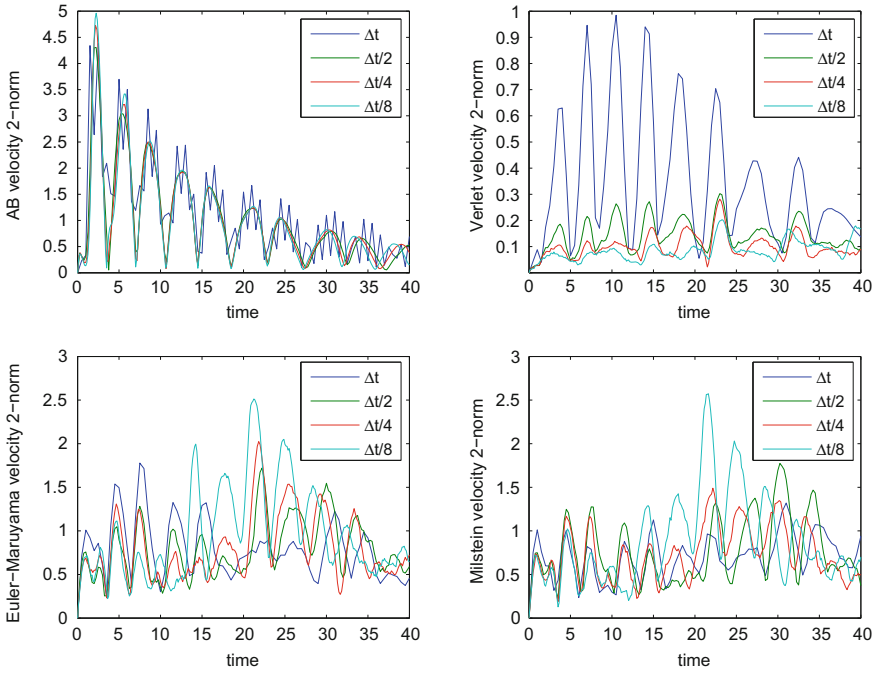 AB velocity 2−norm
5
4.5
4
3.5
3
2.5
2
1.5
1
0.5
0
0 5 10 15 20 25 30 35 40
time
Δt
Δt/2
Δt/4
Δt/8
Verlet velocity 2−norm
1
0.9
0.8
0.7
0.6
0.5
0.4
0.3
0.2
0.1
0 5 10 15 20 25 30 35 40
time
Δt
Δt/2
Δt/4
Δt/8
Euler−Maruyama velocity 2−norm
3
2.5
2
1.5
1
0.5
0
0 5 10 15 20 25 30 35 40
time
Δt
Δt/2
Δt/4
Δt/8
Milstein velocity 2−norm
3
2.5
2
1.5
1
0.5
0
0 5 10 15 20 25 30 35 40
time
Δt
Δt/2
Δt/4
Δt/8